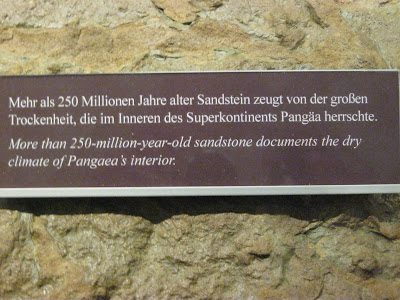 Mehr als 250 Millionen Jahre alter Sandstein zeugt von der großen
Trockenheit, die im Inneren des Superkontinents Pangäa herrschte.
More than 250-million-year-old sandstone documents the dry
climate of Pangaea's interior.